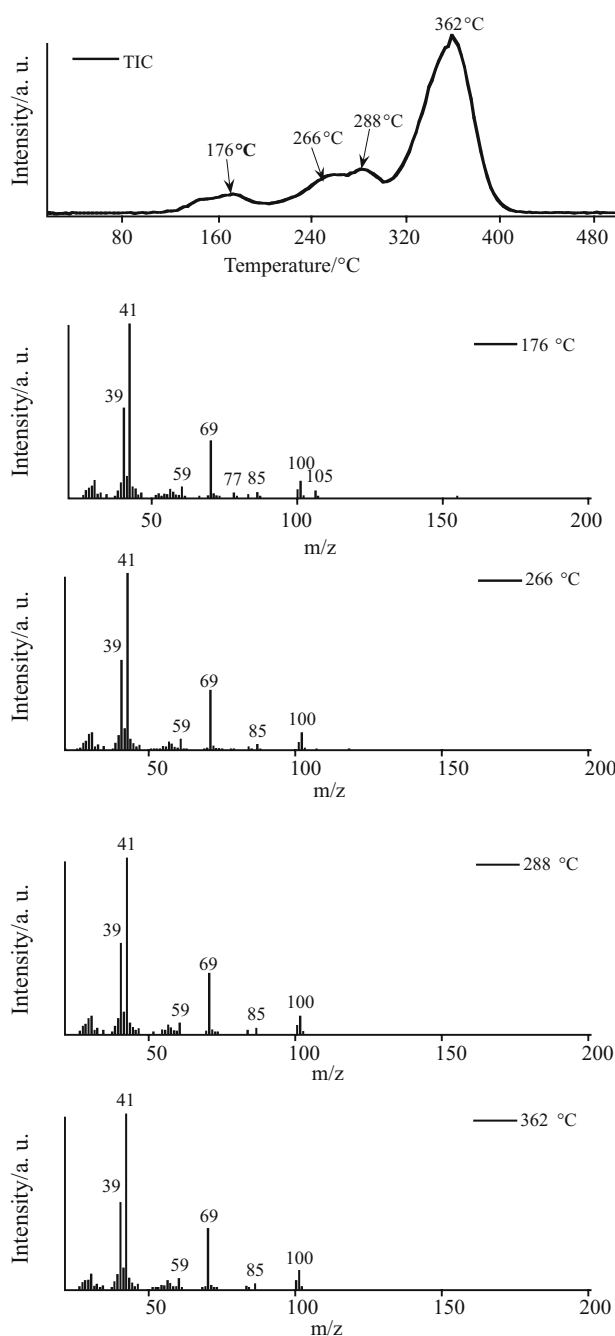 362°C
TIC
288°C
266°C
176°C
Intensity/a. u.
80 160 240 320 400 480
Temperature/°C
41
176 °C
39
69
59 77 85 100 105
Intensity/a. u.
50 100 150 200
m/z
41
266 °C
39
69
59 85 100
Intensity/a. u.
50 100 150 200
m/z
41
288 °C
39
69
59 85 100
Intensity/a. u.
50 100 150 200
m/z
41
362 °C
39
69
59 85 100
Intensity/a. u.
50 100 150 200
m/z